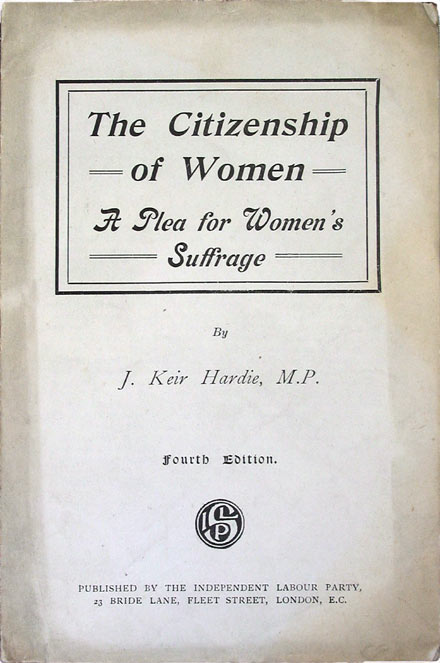 The Citizenship
of Women
A Plea for Women's
Suffrage
By
J. Keir Hardie, M.P.
Fourth Edition.
ILP
PUBLISHED BY THE INDEPENDENT LABOUR PARTY,
23 BRIDE LANE, FLEET STREET, LONDON, E.C.